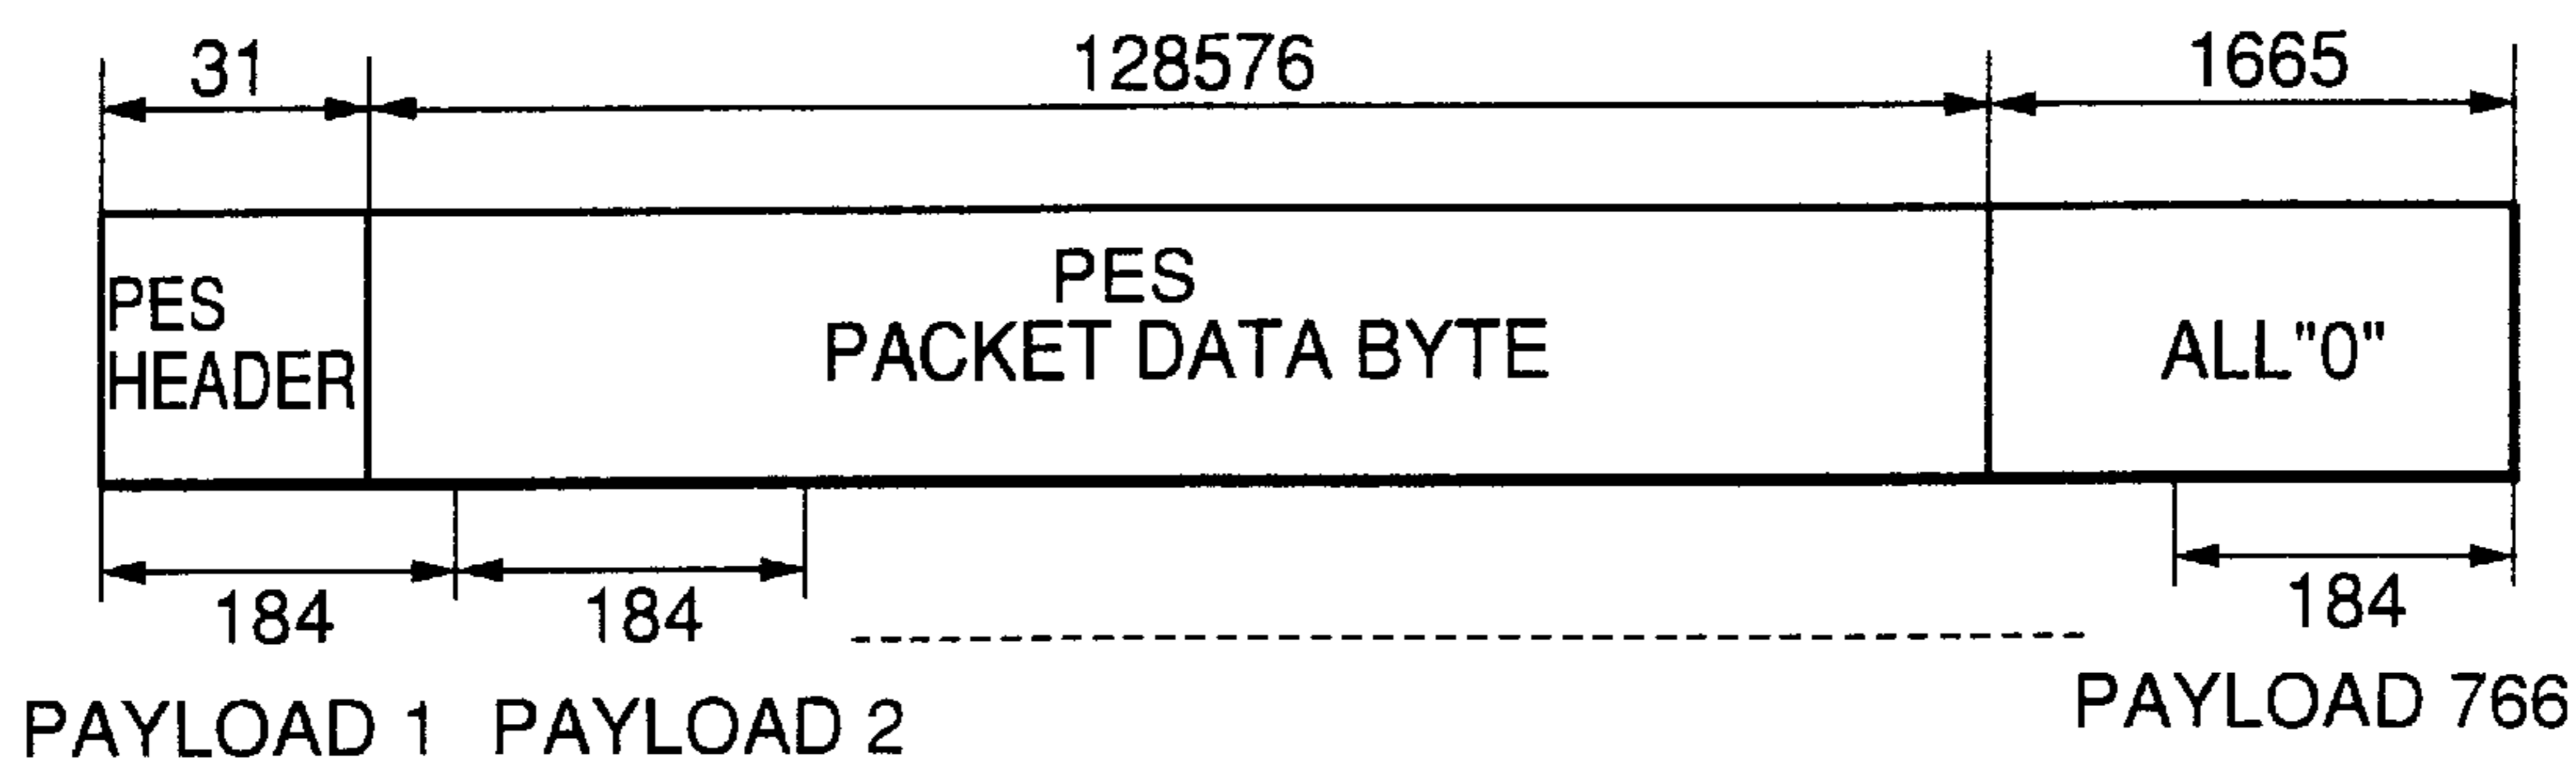 31
128576
1665
PES
HEADER
PES
PACKET DATA BYTE
ALL"0"
184
184
184
PAYLOAD 1
PAYLOAD 2
PAYLOAD 766